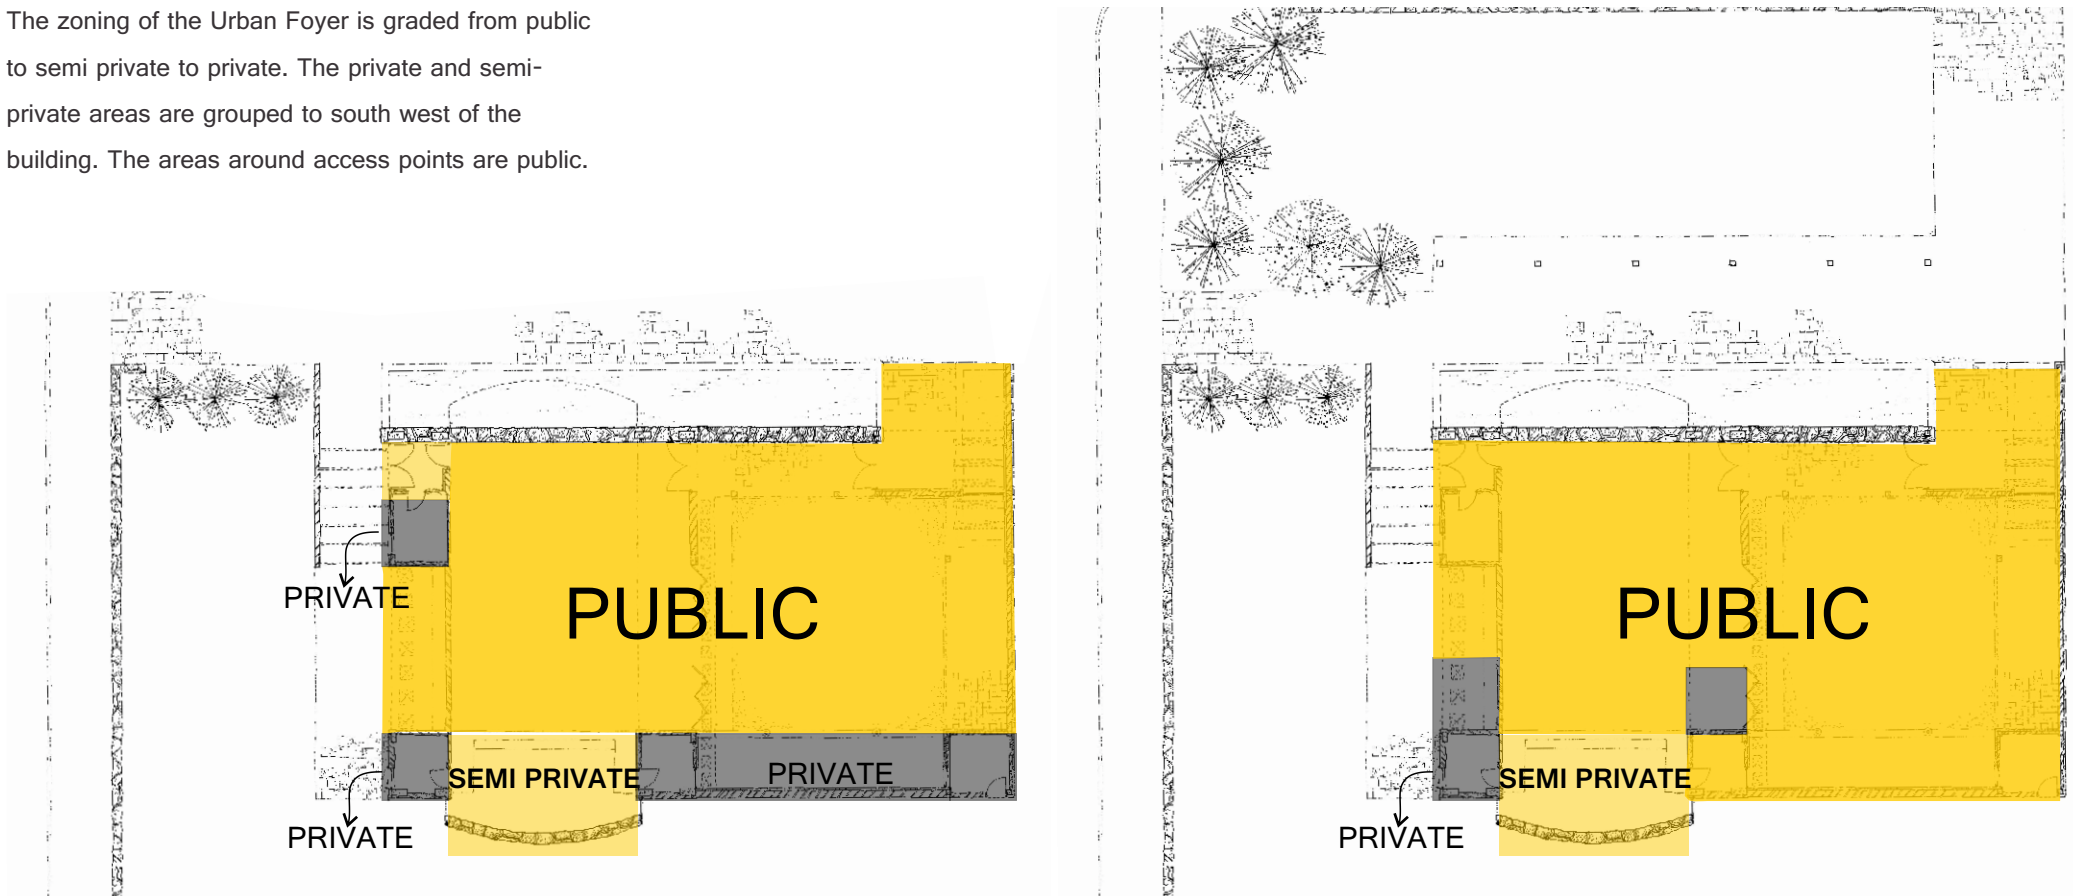 The zoning of the Urban Foyer is graded from public
to semi private to private. The private and semi-
private areas are grouped to south west of the
building. The areas around access points are public.
PRIVATE
PUBLIC
SEMI PRIVATE
PRIVATE
PRIVATE
PUBLIC
SEMI PRIVATE
PRIVATE